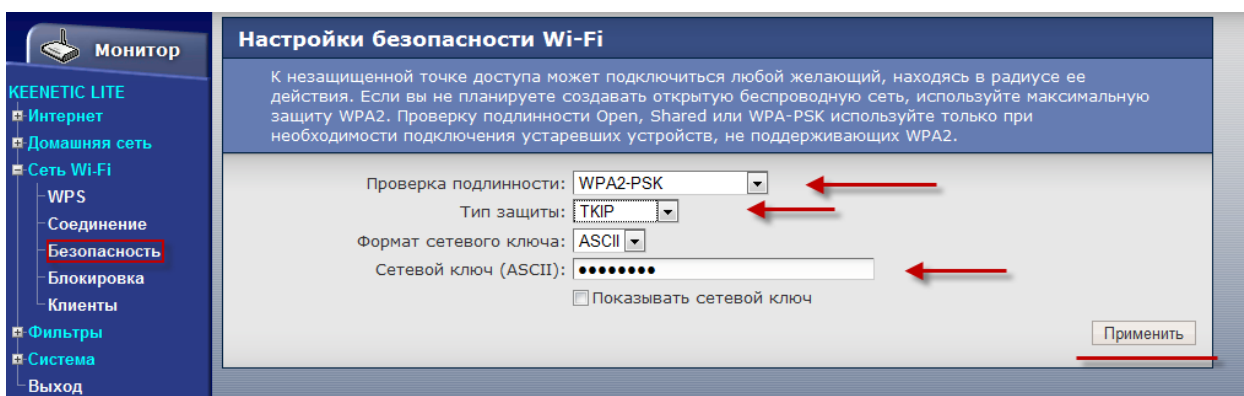 Монитор
KEENETIC LITE
Интернет
Домашняя сеть
Сеть Wi-Fi
WPS
Соединение
Безопасность
Блокировка
Клиенты
Фильтры
Система
Выход
Настройки безопасности Wi-Fi
К незащищенной точке доступа может подключиться любой желающий, находясь в радиусе ее
действия. Если вы не планируете создавать открытую беспроводную сеть, используйте максимальную
защиту WPA2. Проверку подлинности Open, Shared или WPA-PSK используйте только при
необходимости подключения устаревших устройств, не поддерживающих WPA2.
Проверка подлинности: WPA2-PSK
Тип защиты: TKIP
Формат сетевого ключа: ASCII
Сетевой ключ (ASCII): ••••••••
Показывать сетевой ключ
Применить